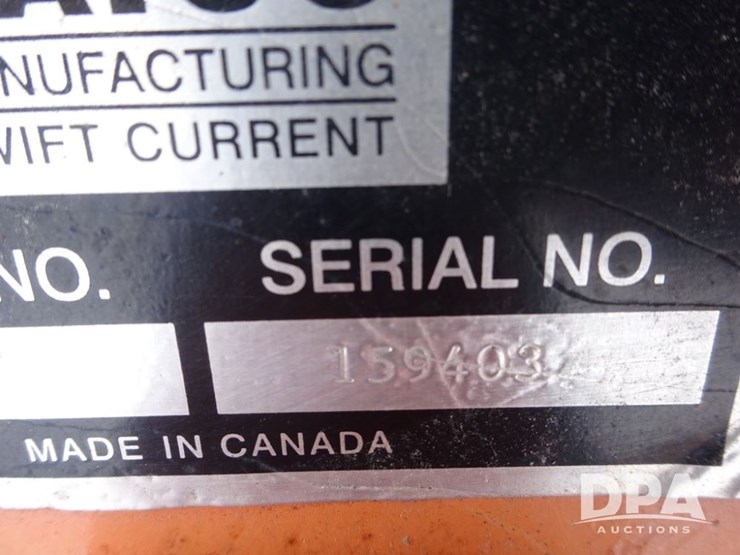 NUFACTURING
WIFT CURRENT
NO. SERIAL NO.
159403
MADE IN CANADA
DPA
AUCTIONS